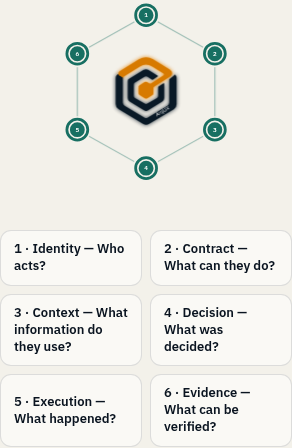 1
6
2
5
3
4
1 · Identity — Who
acts?
2 · Contract —
What can they do?
3 · Context — What
information do
they use?
4 · Decision —
What was
decided?
5 · Execution —
What happened?
6 · Evidence —
What can be
verified?